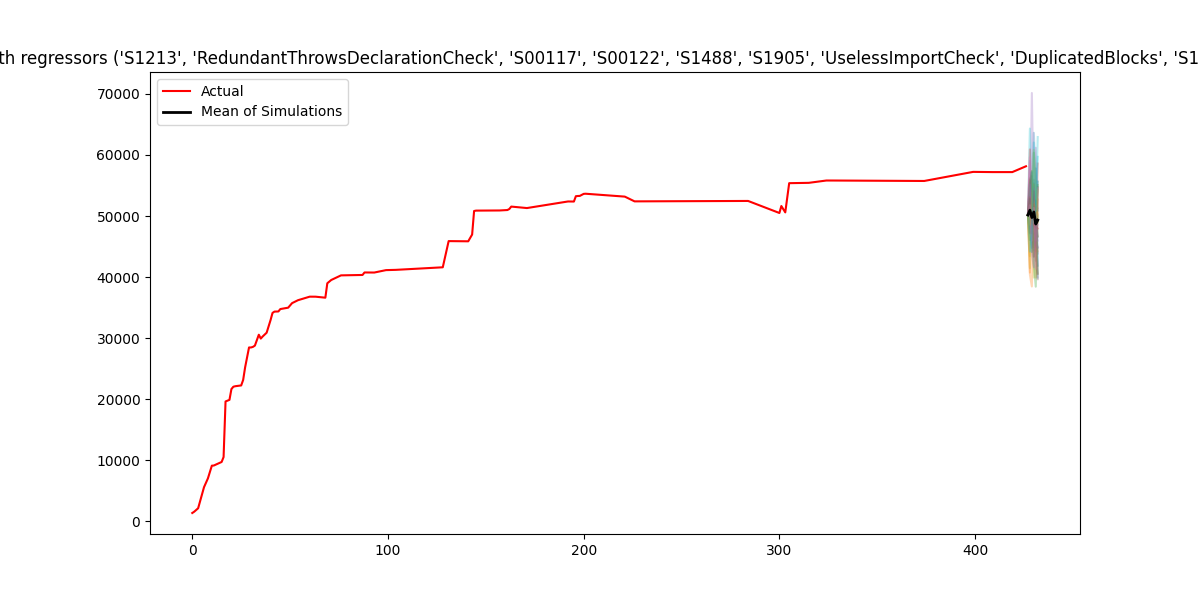 th regressors ('S1213', 'RedundantThrowsDeclarationCheck', 'S00117', 'S00122', 'S1488', 'S1905', 'UselessImportCheck', 'DuplicatedBlocks', 'S1
Actual
Mean of Simulations
70000
60000
50000
40000
30000
20000
10000
0
0 100 200 300 400